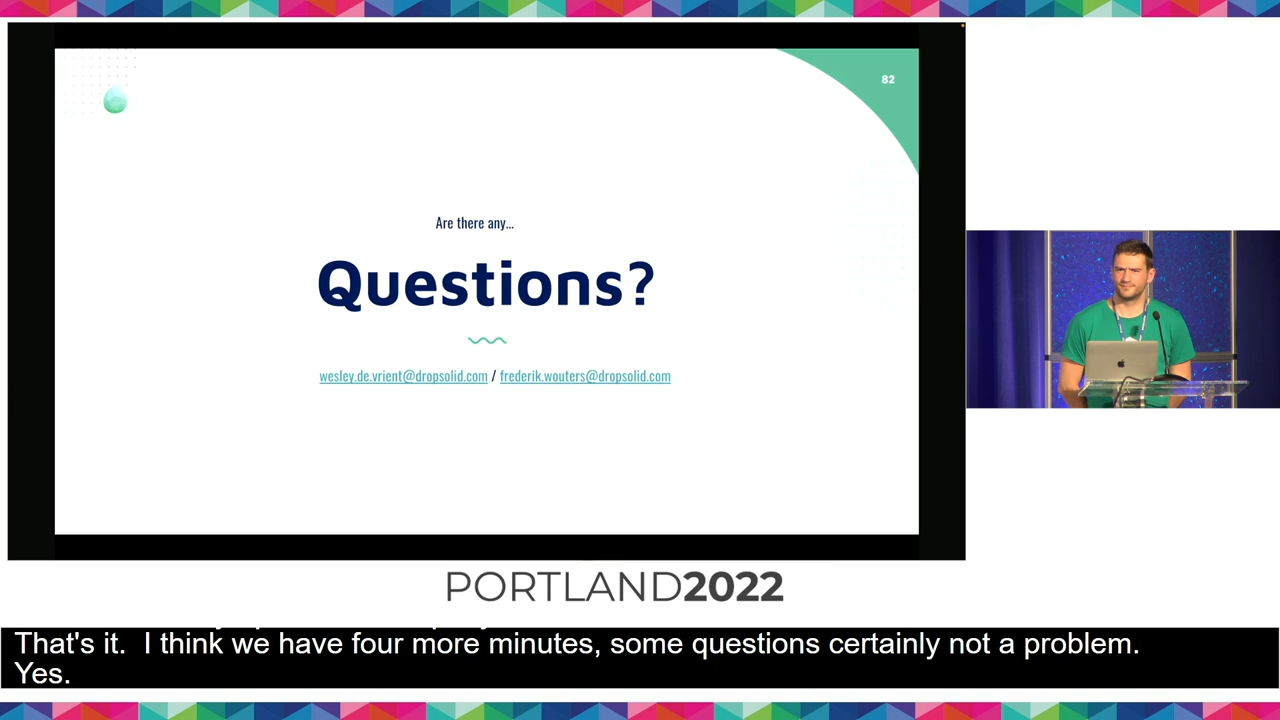 82
Are there any...
Questions?
wesley.de.vrient@dropsolid.com / frederik.wouters@dropsolid.com
PORTLAND2022
That's it. I think we have four more minutes, some questions certainly not a problem.
Yes.